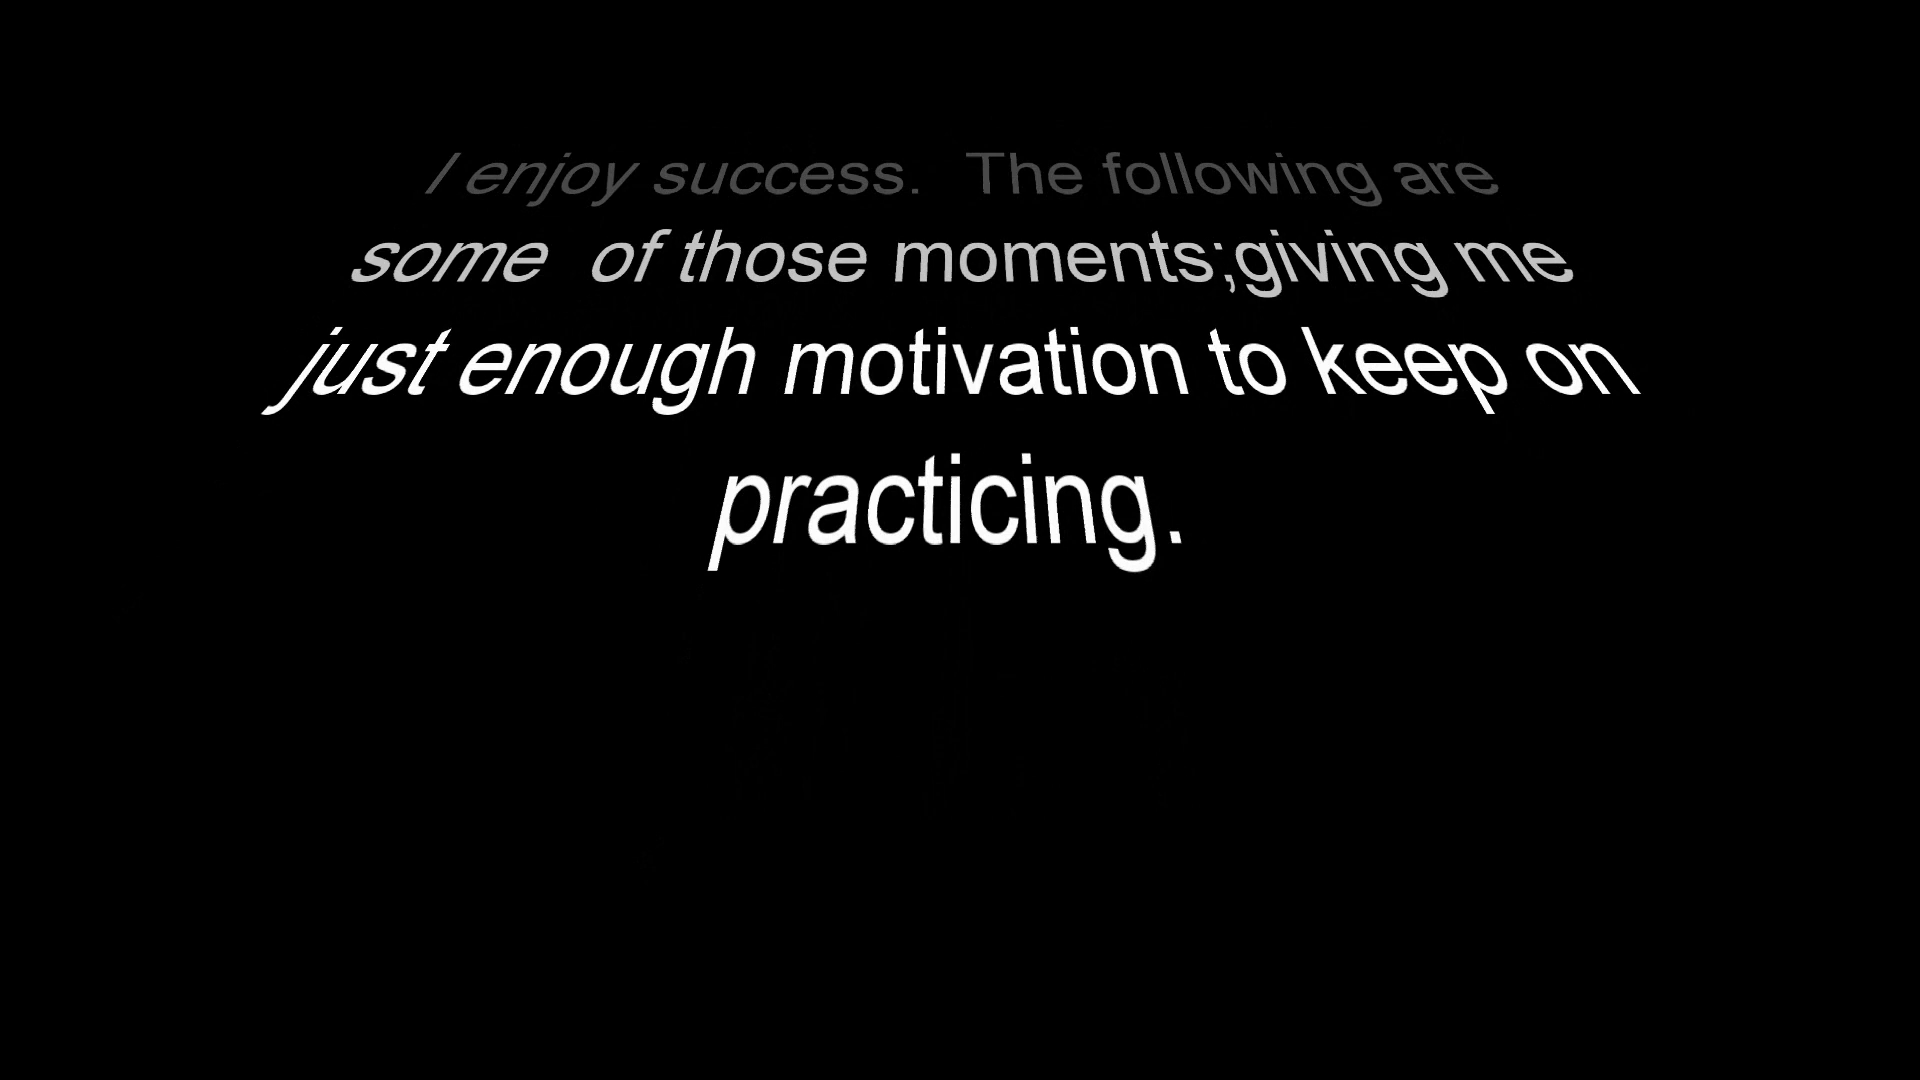 I enjoy success.  The following are
some  of those moments;giving me
just enough motivation to keep on
practicing.